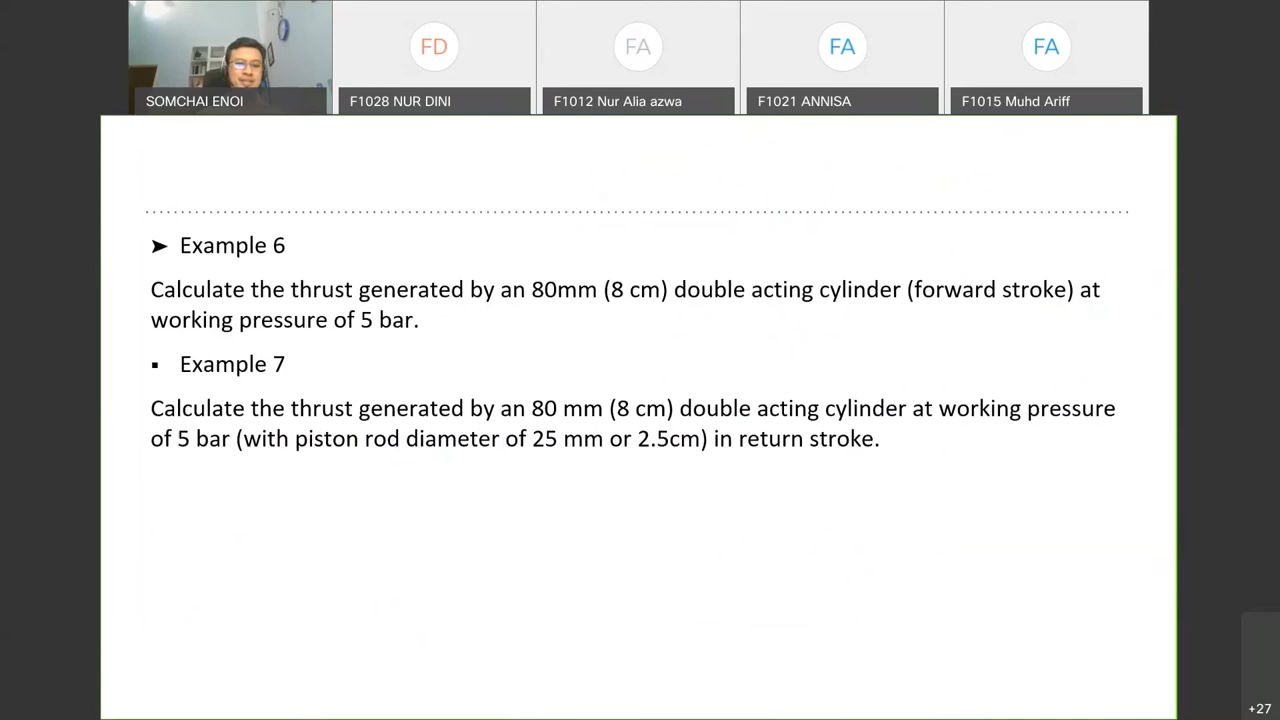 FD
FA
FA
FA
SOMCHAI ENOI
F1028 NUR DINI
F1012 Nur Alia azwa
F1021 ANNISA
F1015 Muhd Ariff
➤ Example 6
Calculate the thrust generated by an 80mm (8 cm) double acting cylinder (forward stroke) at
working pressure of 5 bar.
▪ Example 7
Calculate the thrust generated by an 80 mm (8 cm) double acting cylinder at working pressure
of 5 bar (with piston rod diameter of 25 mm or 2.5cm) in return stroke.
+27